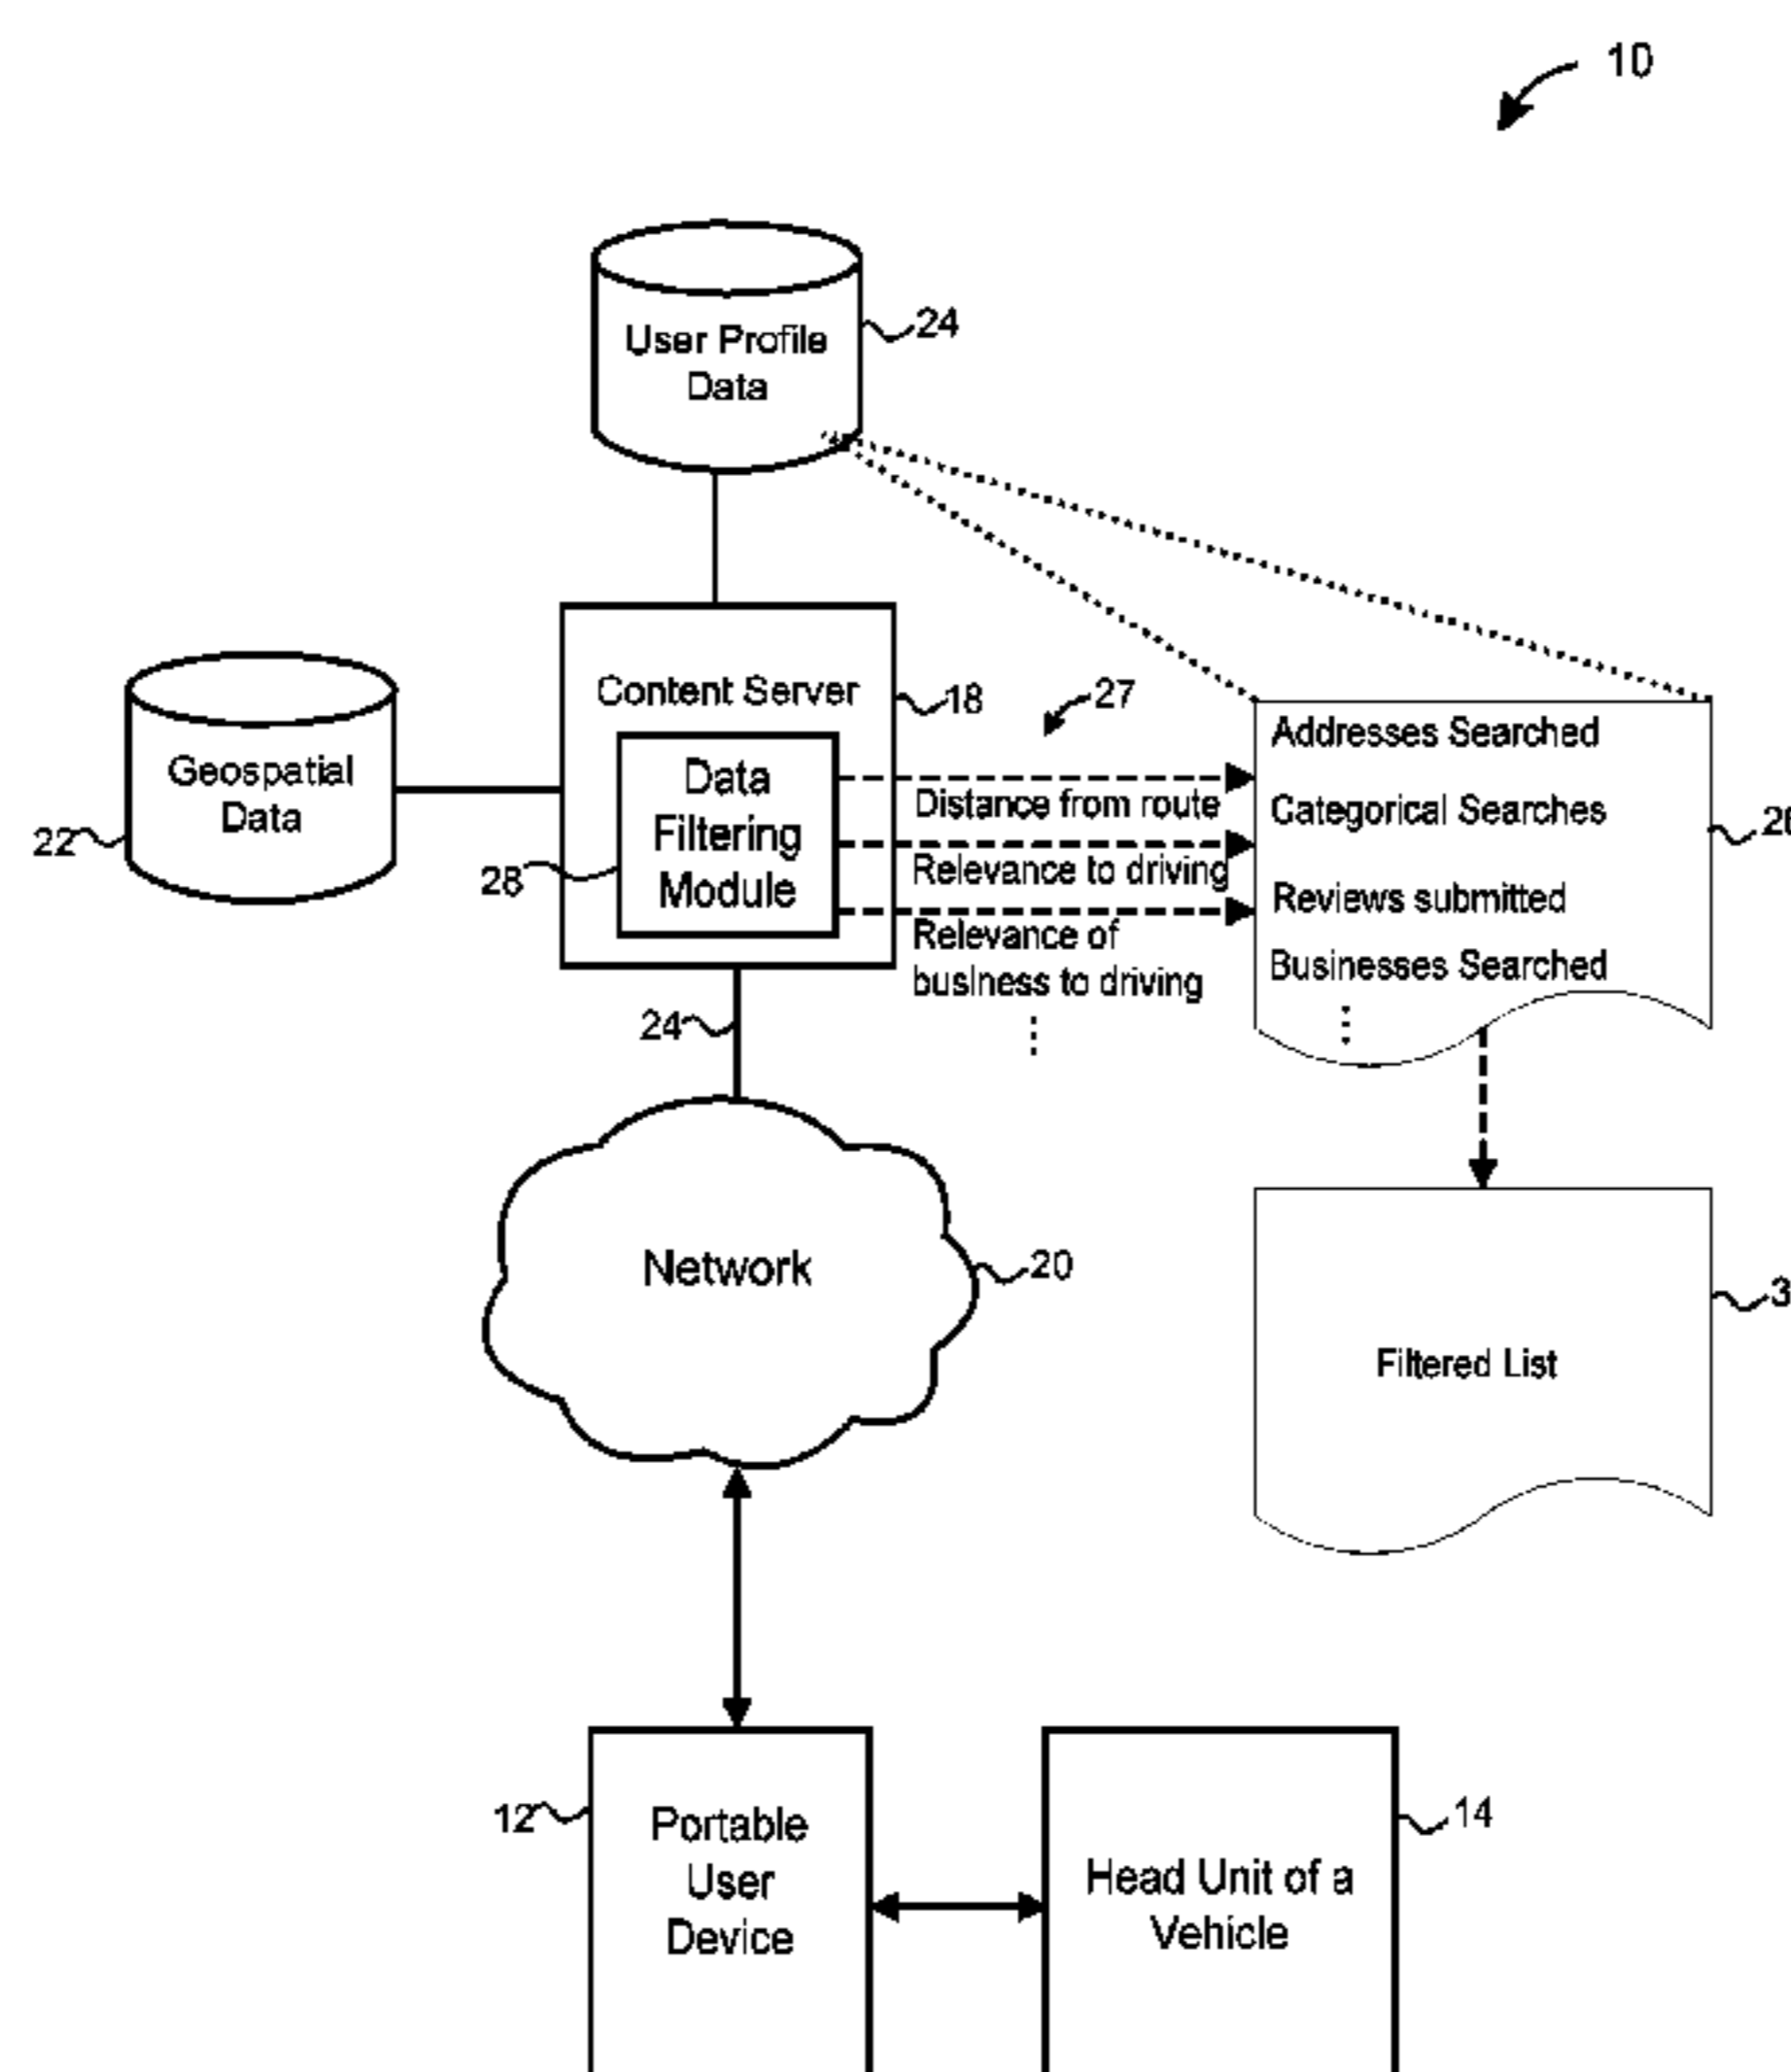 10
User Profile
Data
24
Geospatial
Data
22
Content Server
18
Data
Filtering
Module
28
27
Distance from route
Relevance to driving
Relevance of
business to driving
Addresses Searched
Categorical Searches
Reviews submitted
Businesses Searched
24
Network
20
Filtered List
3
12
Portable
User
Device
Head Unit of a
Vehicle
14